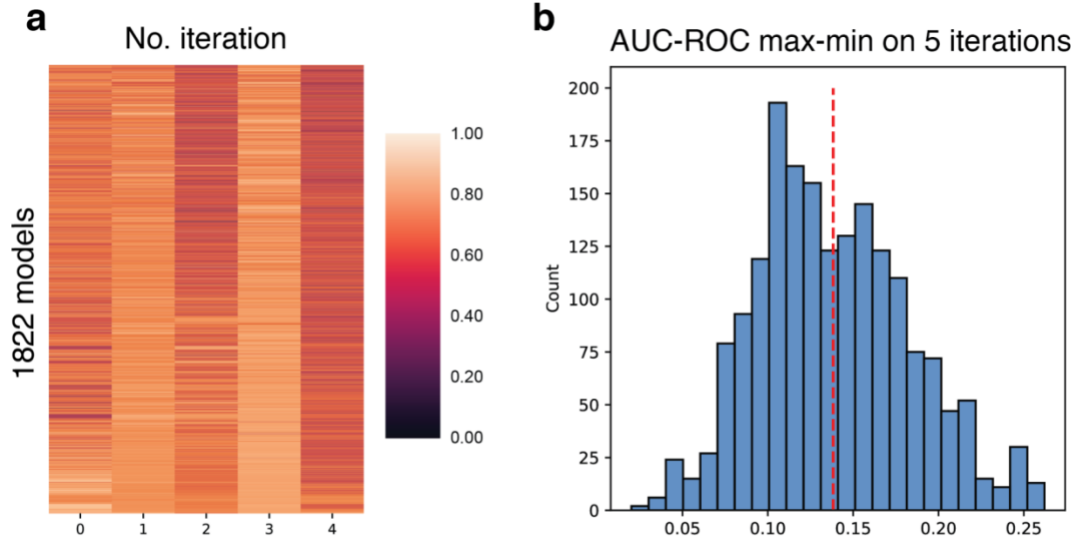 a
No. iteration
1822 models
1.00
0.80
0.60
0.40
0.20
0.00
0 1 2 3 4
b
AUC-ROC max-min on 5 iterations
Count
200
175
150
125
100
75
50
25
0
0.05 0.10 0.15 0.20 0.25